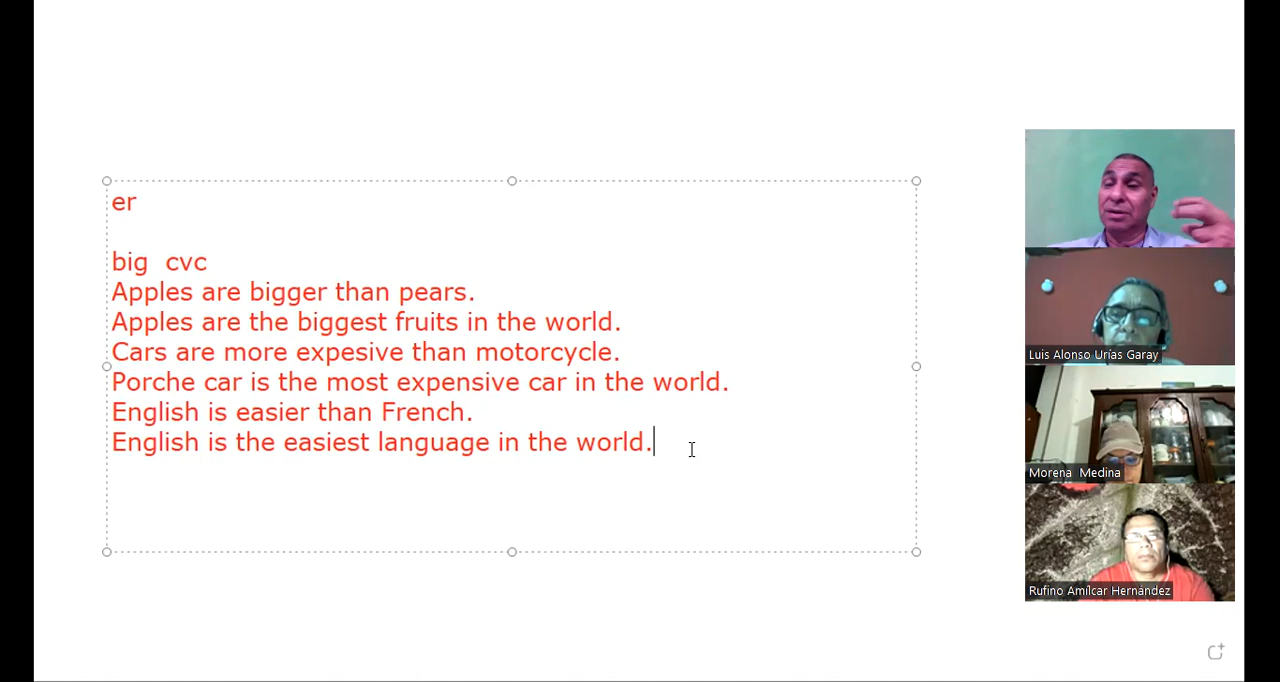 er
big cvc
Apples are bigger than pears.
Apples are the biggest fruits in the world.
Cars are more expesive than motorcycle.
Porche car is the most expensive car in the world.
English is easier than French.
English is the easiest language in the world.
Luis Alonso Urías Garay
Morena Medina
Rufino Amílcar Hernández